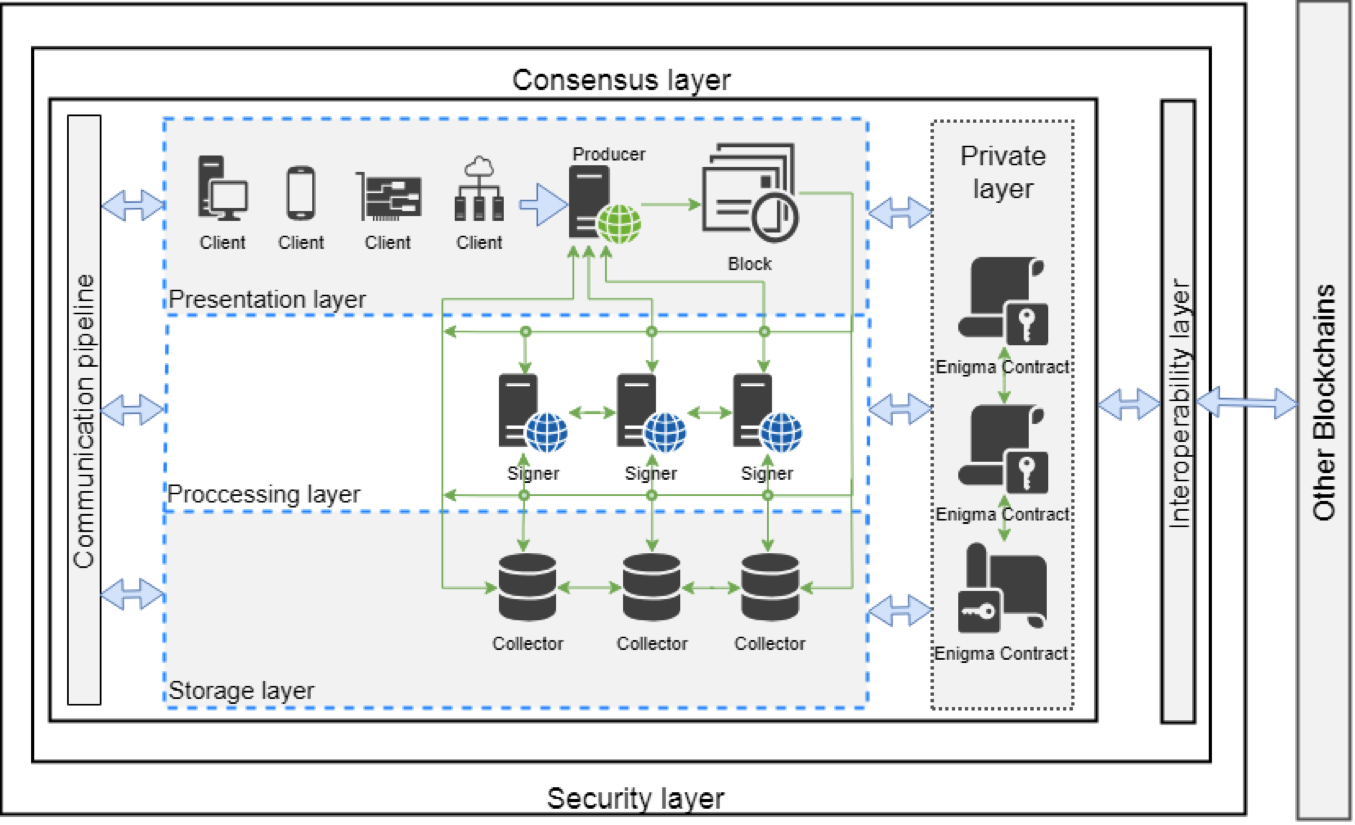 Consensus layer
Communication pipeline
Producer
Client
Client
Client
Client
Block
Presentation layer
Signer
Signer
Signer
Proccessing layer
Collector
Collector
Collector
Storage layer
Private
layer
Enigma Contract
Enigma Contract
Enigma Contract
Interoperability layer
Other Blockchains
Security layer